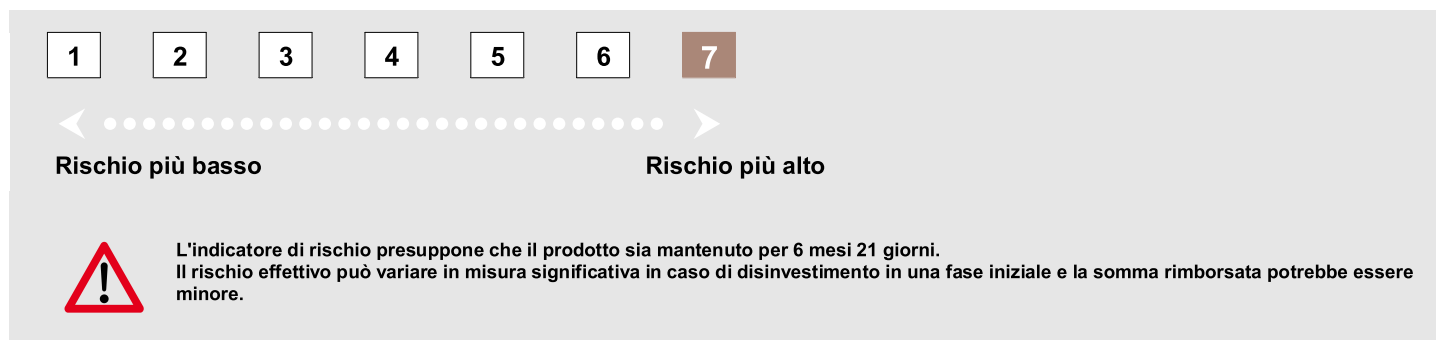 1 2 3 4 5 6 7
Rischio più basso Rischio più alto
L'indicatore di rischio presuppone che il prodotto sia mantenuto per 6 mesi 21 giorni.
Il rischio effettivo può variare in misura significativa in caso di disinvestimento in una fase iniziale e la somma rimborsata potrebbe essere
minore.